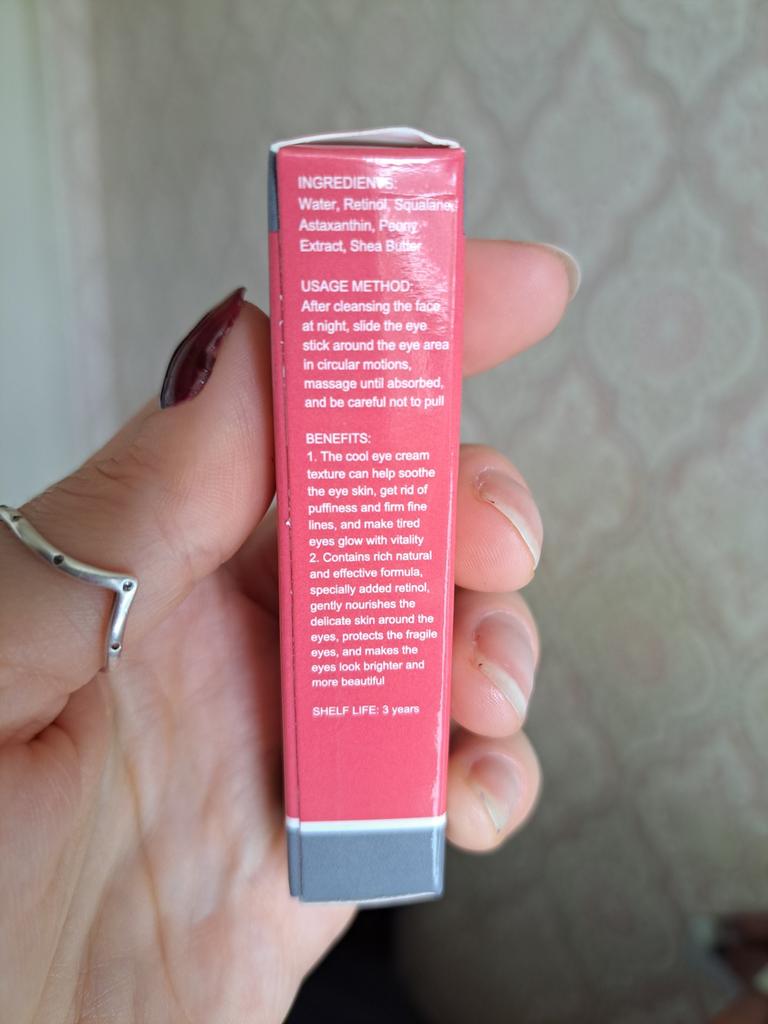 INGREDIENTS:
Water, Retinol, Squalane,
Astaxanthin, Peony
Extract, Shea Butter
USAGE METHOD:
After cleansing the face
at night, slide the eye
stick around the eye area
in circular motions,
massage until absorbed,
and be careful not to pull
BENEFITS:
1. The cool eye cream
texture can help soothe
the eye skin, get rid of
puffiness and firm fine
lines, and make tired
eyes glow with vitality
2. Contains rich natural
and effective formula,
specially added retinol,
gently nourishes the
delicate skin around the
eyes, protects the fragile
eyes, and makes the
eyes look brighter and
more beautiful
SHELF LIFE: 3 years